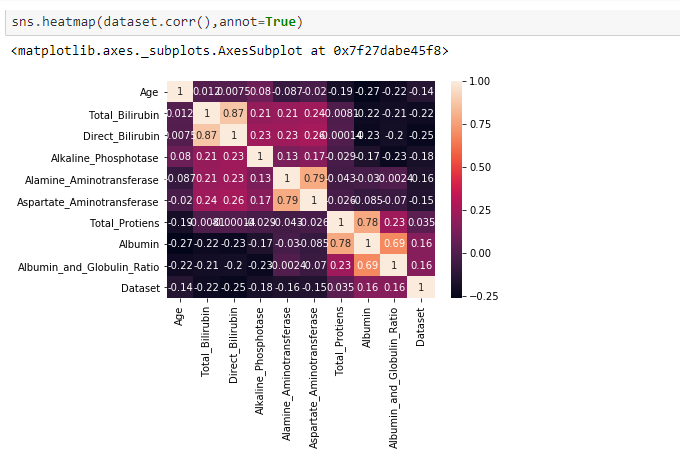 sns.heatmap(dataset.corr(),annot=True)
<matplotlib.axes._subplots.AxesSubplot at 0x7f27dabe45f8>
Age 1 0.012 0.0075 0.08 -0.087 -0.02 -0.19 -0.27 -0.22 -0.14
Total_Bilirubin 0.012 1 0.87 0.21 0.21 0.24 -0.0081 -0.22 -0.21 -0.22
Direct_Bilirubin 0.0075 0.87 1 0.23 0.23 0.26 -0.00014 -0.23 -0.2 -0.25
Alkaline_Phosphotase 0.08 0.21 0.23 1 0.13 0.17 -0.029 -0.17 -0.23 -0.18
Alamine_Aminotransferase -0.087 0.21 0.23 0.13 1 0.79 -0.043 -0.03 -0.0024 -0.16
Aspartate_Aminotransferase -0.02 0.24 0.26 0.17 0.79 1 -0.026 -0.085 -0.07 -0.15
Total_Protiens -0.19 -0.0081 -0.00014 -0.029 -0.043 -0.026 1 0.78 0.23 0.035
Albumin -0.27 -0.22 -0.23 -0.17 -0.03 -0.085 0.78 1 0.69 0.16
Albumin_and_Globulin_Ratio -0.22 -0.21 -0.2 -0.23 -0.0024 -0.07 0.23 0.69 1 0.16
Dataset -0.14 -0.22 -0.25 -0.18 -0.16 -0.15 0.035 0.16 0.16 1
Age
Total_Bilirubin
Direct_Bilirubin
Alkaline_Phosphotase
Alamine_Aminotransferase
Aspartate_Aminotransferase
Total_Protiens
Albumin
Albumin_and_Globulin_Ratio
Dataset
1.00
0.75
0.50
0.25
0.00
−0.25